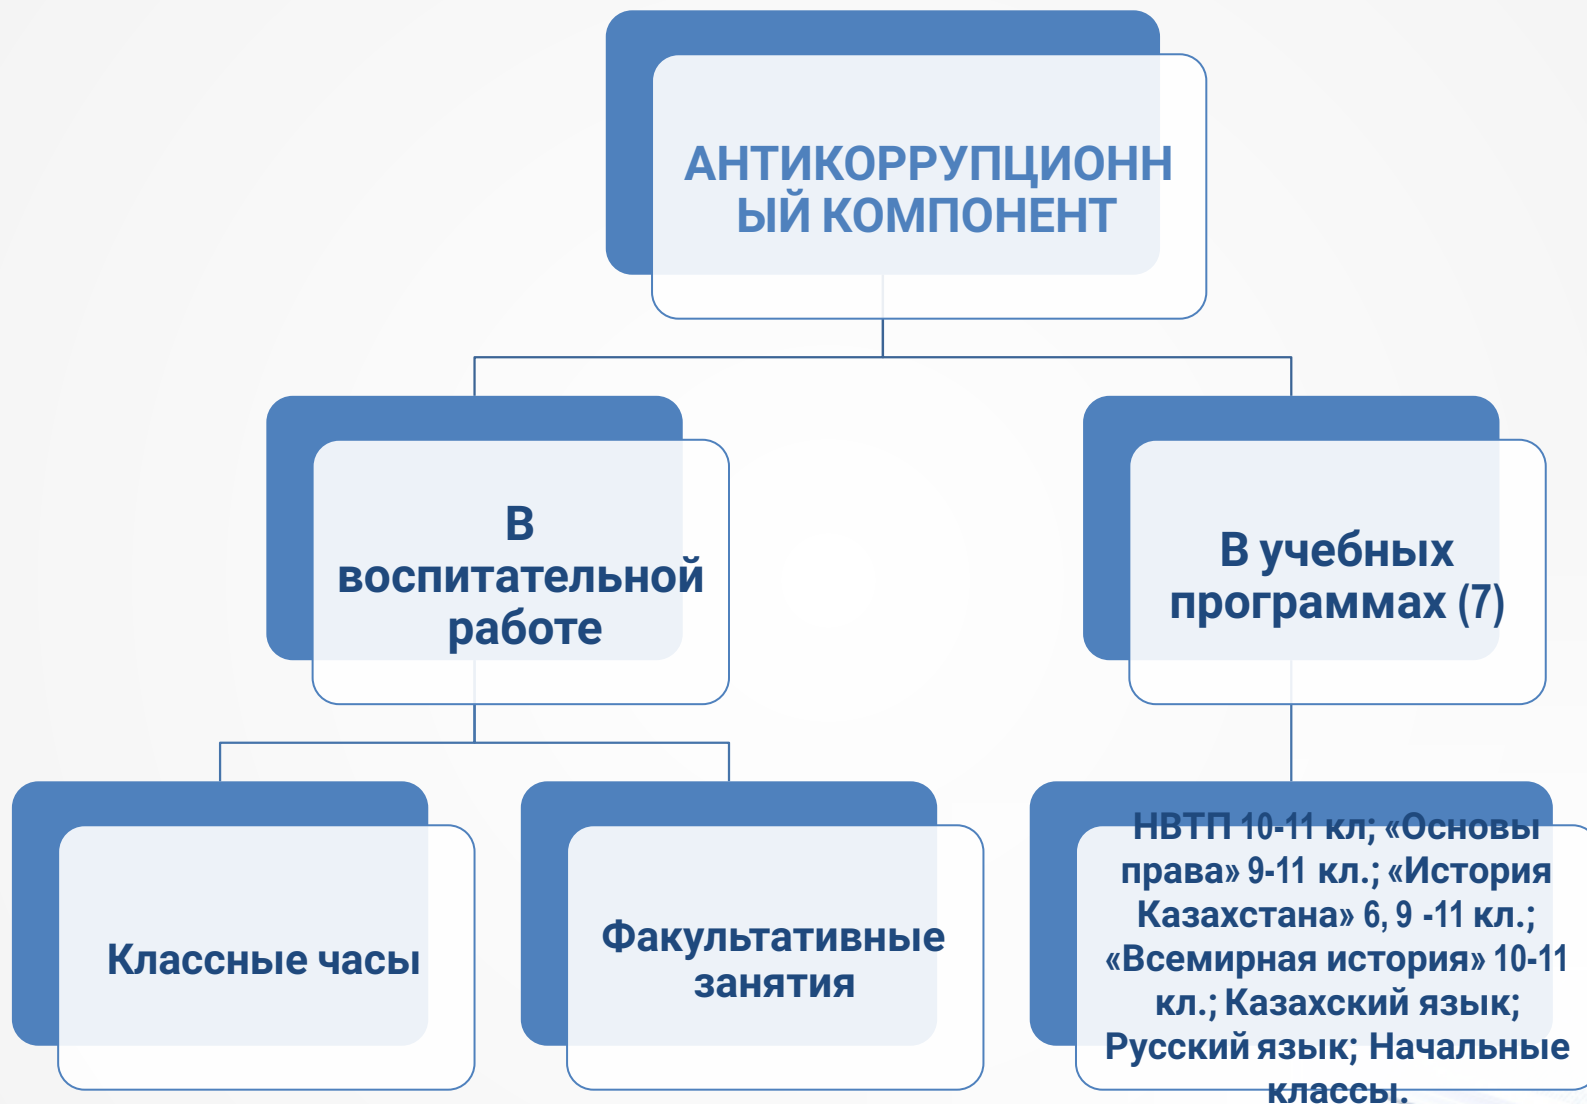 АНТИКОРРУПЦИОНН
ЫЙ КОМПОНЕНТ
В
воспитательной
работе
В учебных
программах (7)
Классные часы
Факультативные
занятия
НВТП 10-11 кл; «Основы
права» 9-11 кл.; «История
Казахстана» 6, 9 -11 кл.;
«Всемирная история» 10-11
кл.; Казахский язык;
Русский язык; Начальные
классы.